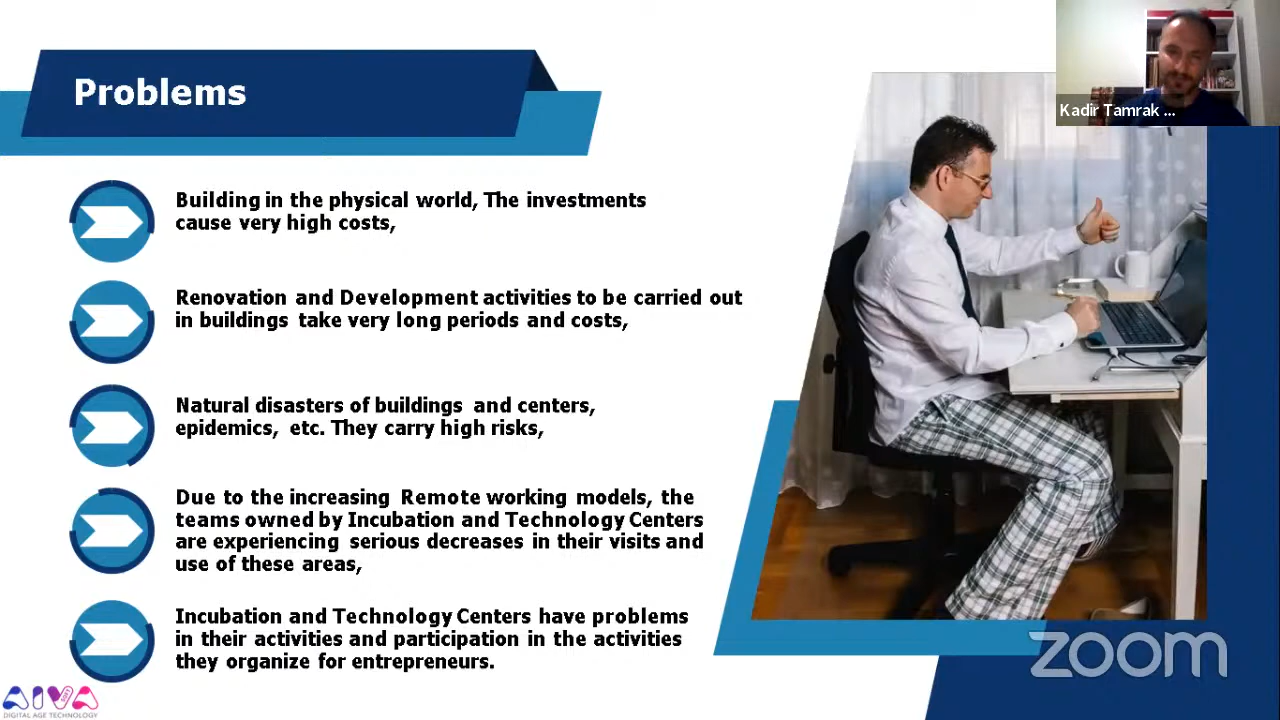 Problems
Kadir Tamrak ...
Building in the physical world, The investments
cause very high costs,
Renovation and Development activities to be carried out
in buildings take very long periods and costs,
Natural disasters of buildings and centers,
epidemics, etc. They carry high risks,
Due to the increasing Remote working models, the
teams owned by Incubation and Technology Centers
are experiencing serious decreases in their visits and
use of these areas,
Incubation and Technology Centers have problems
in their activities and participation in the activities
they organize for entrepreneurs.
AIVA
DIGITAL AGE TECHNOLOGY
zoom